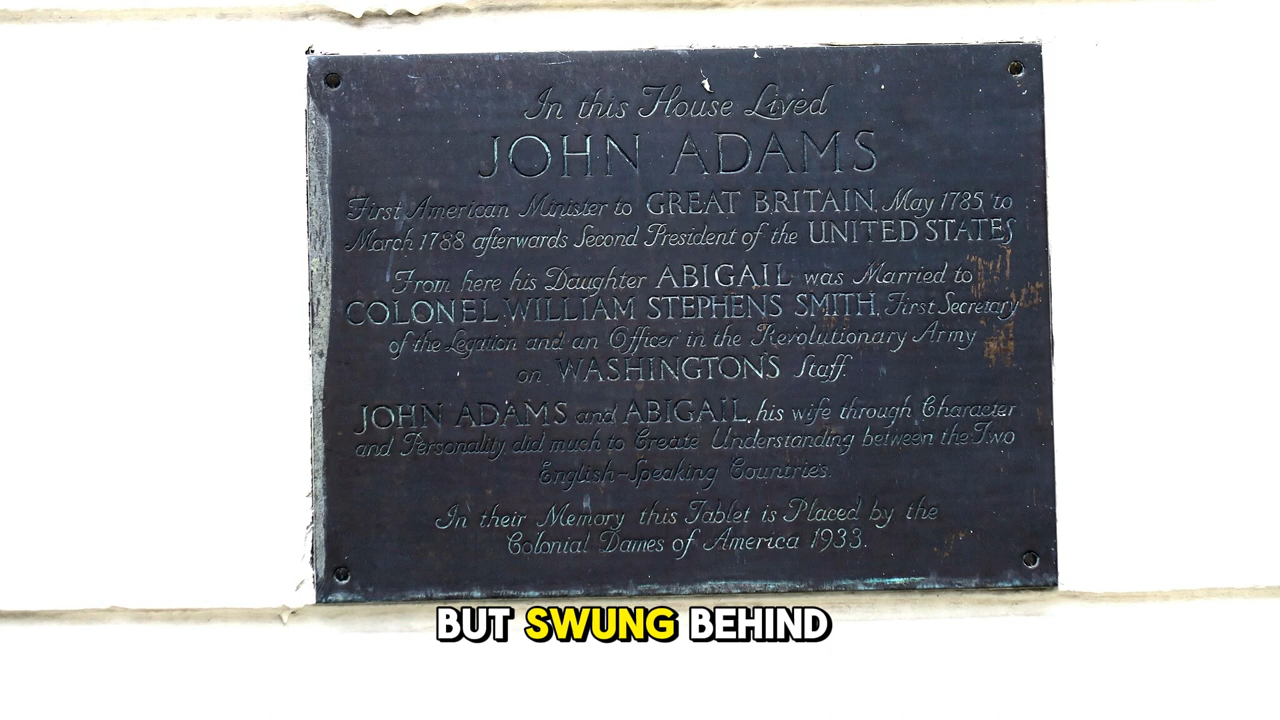 In this House Lived
JOHN ADAMS
First American Minister to GREAT BRITAIN, May 1785 to
March 1788 afterwards Second President of the UNITED STATES
From here his Daughter ABIGAIL was Married to
COLONEL WILLIAM STEPHENS SMITH, First Secretary
of the Legation and an Officer in the Revolutionary Army
on WASHINGTON'S Staff.
JOHN ADAMS and ABIGAIL, his wife through Character
and Personality did much to Create Understanding between the Two
English-Speaking Countries.
In their Memory this Tablet is Placed by the
Colonial Dames of America 1933.
BUT SWUNG BEHIND